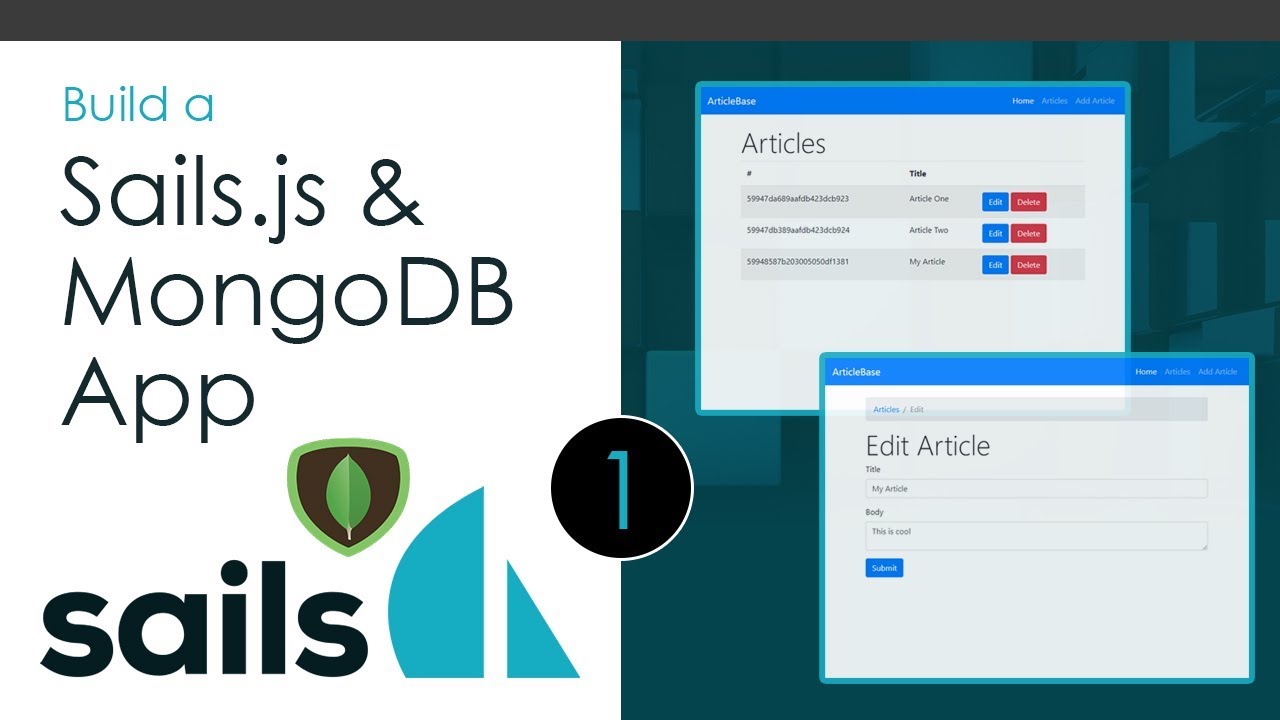 Build a
Sails.js &
MongoDB
App
sails
1
ArticleBase Home Articles Add Article
Articles
# Title
59947da689aafdb423dcb923 Article One Edit Delete
59947db389aafdb423dcb924 Article Two Edit Delete
59948587b203005050df1381 My Article Edit Delete
ArticleBase Home Articles Add Article
Articles / Edit
Edit Article
Title
My Article
Body
This is cool
Submit